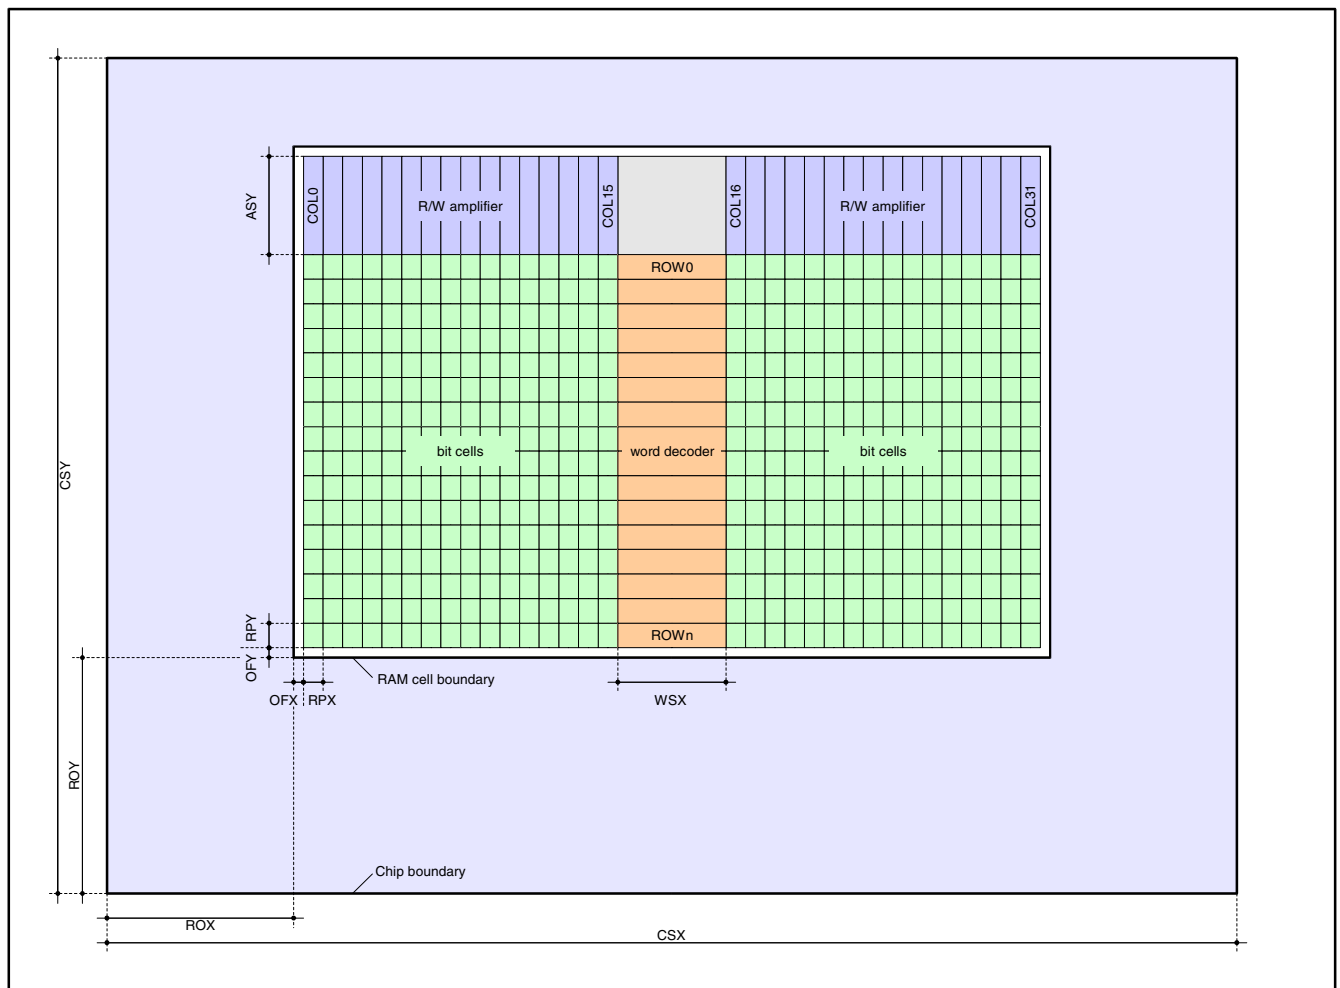 COL0
R/W amplifier
COL15
COL16
R/W amplifier
COL31
ASY
ROW0
CSY
bit cells
word decoder
bit cells
RPY
ROWn
OFY
RAM cell boundary
OFX
RPX
WSX
ROY
Chip boundary
ROX
CSX